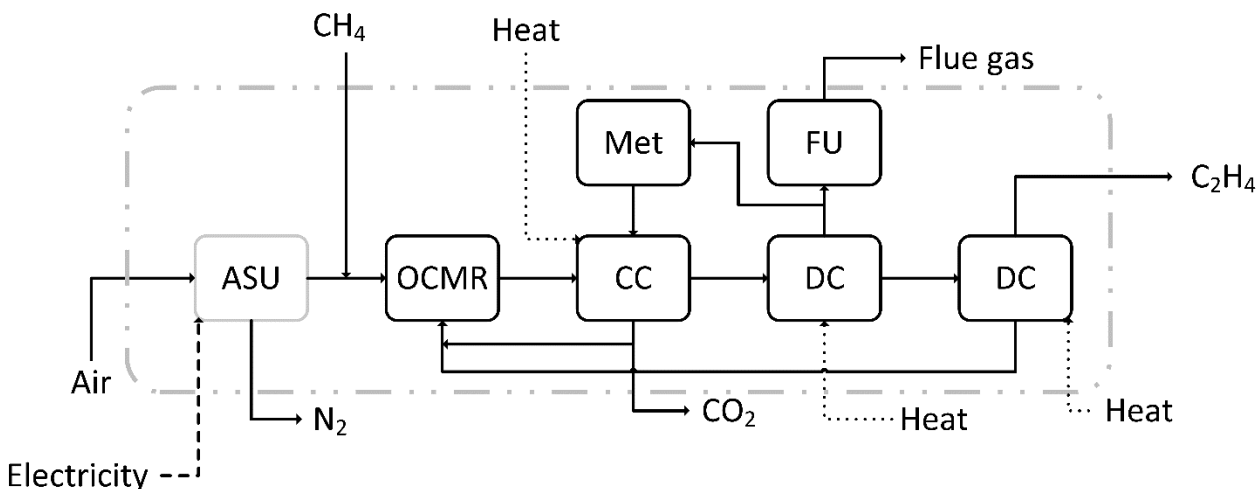 CH₄
Heat
Flue gas
Met
FU
C₂H₄
ASU
OCMR
CC
DC
DC
Air
N₂
CO₂
Heat
Heat
Electricity